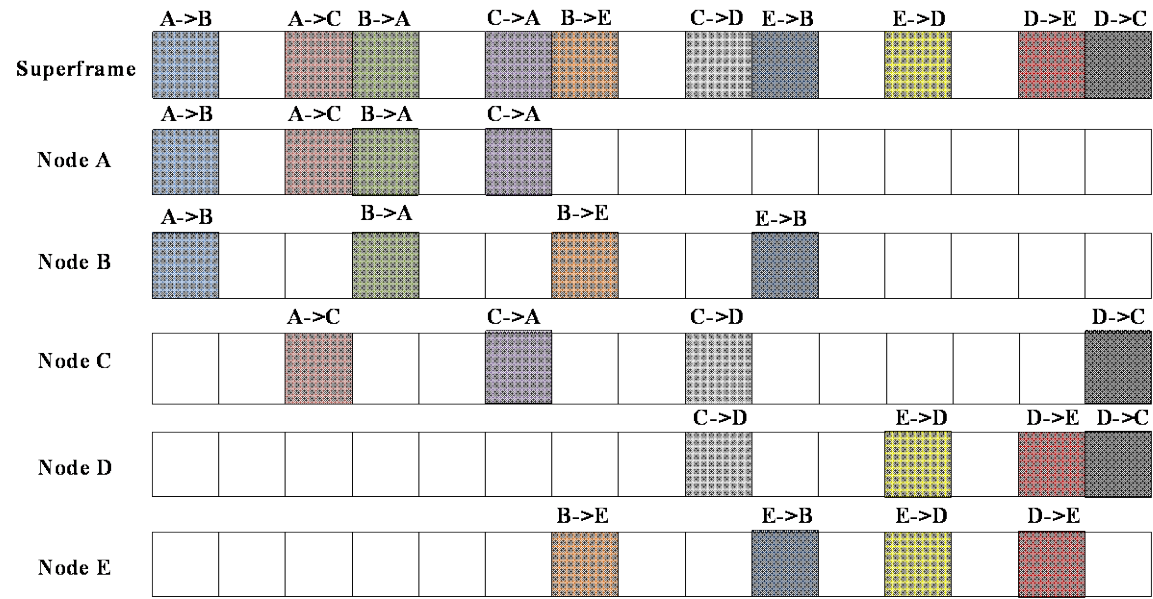 A->B A->C B->A C->A B->E C->D E->B E->D D->E D->C
Superframe
A->B A->C B->A C->A
Node A
A->B B->A B->E E->B
Node B
A->C C->A C->D D->C
Node C
C->D E->D D->E D->C
Node D
B->E E->B E->D D->E
Node E